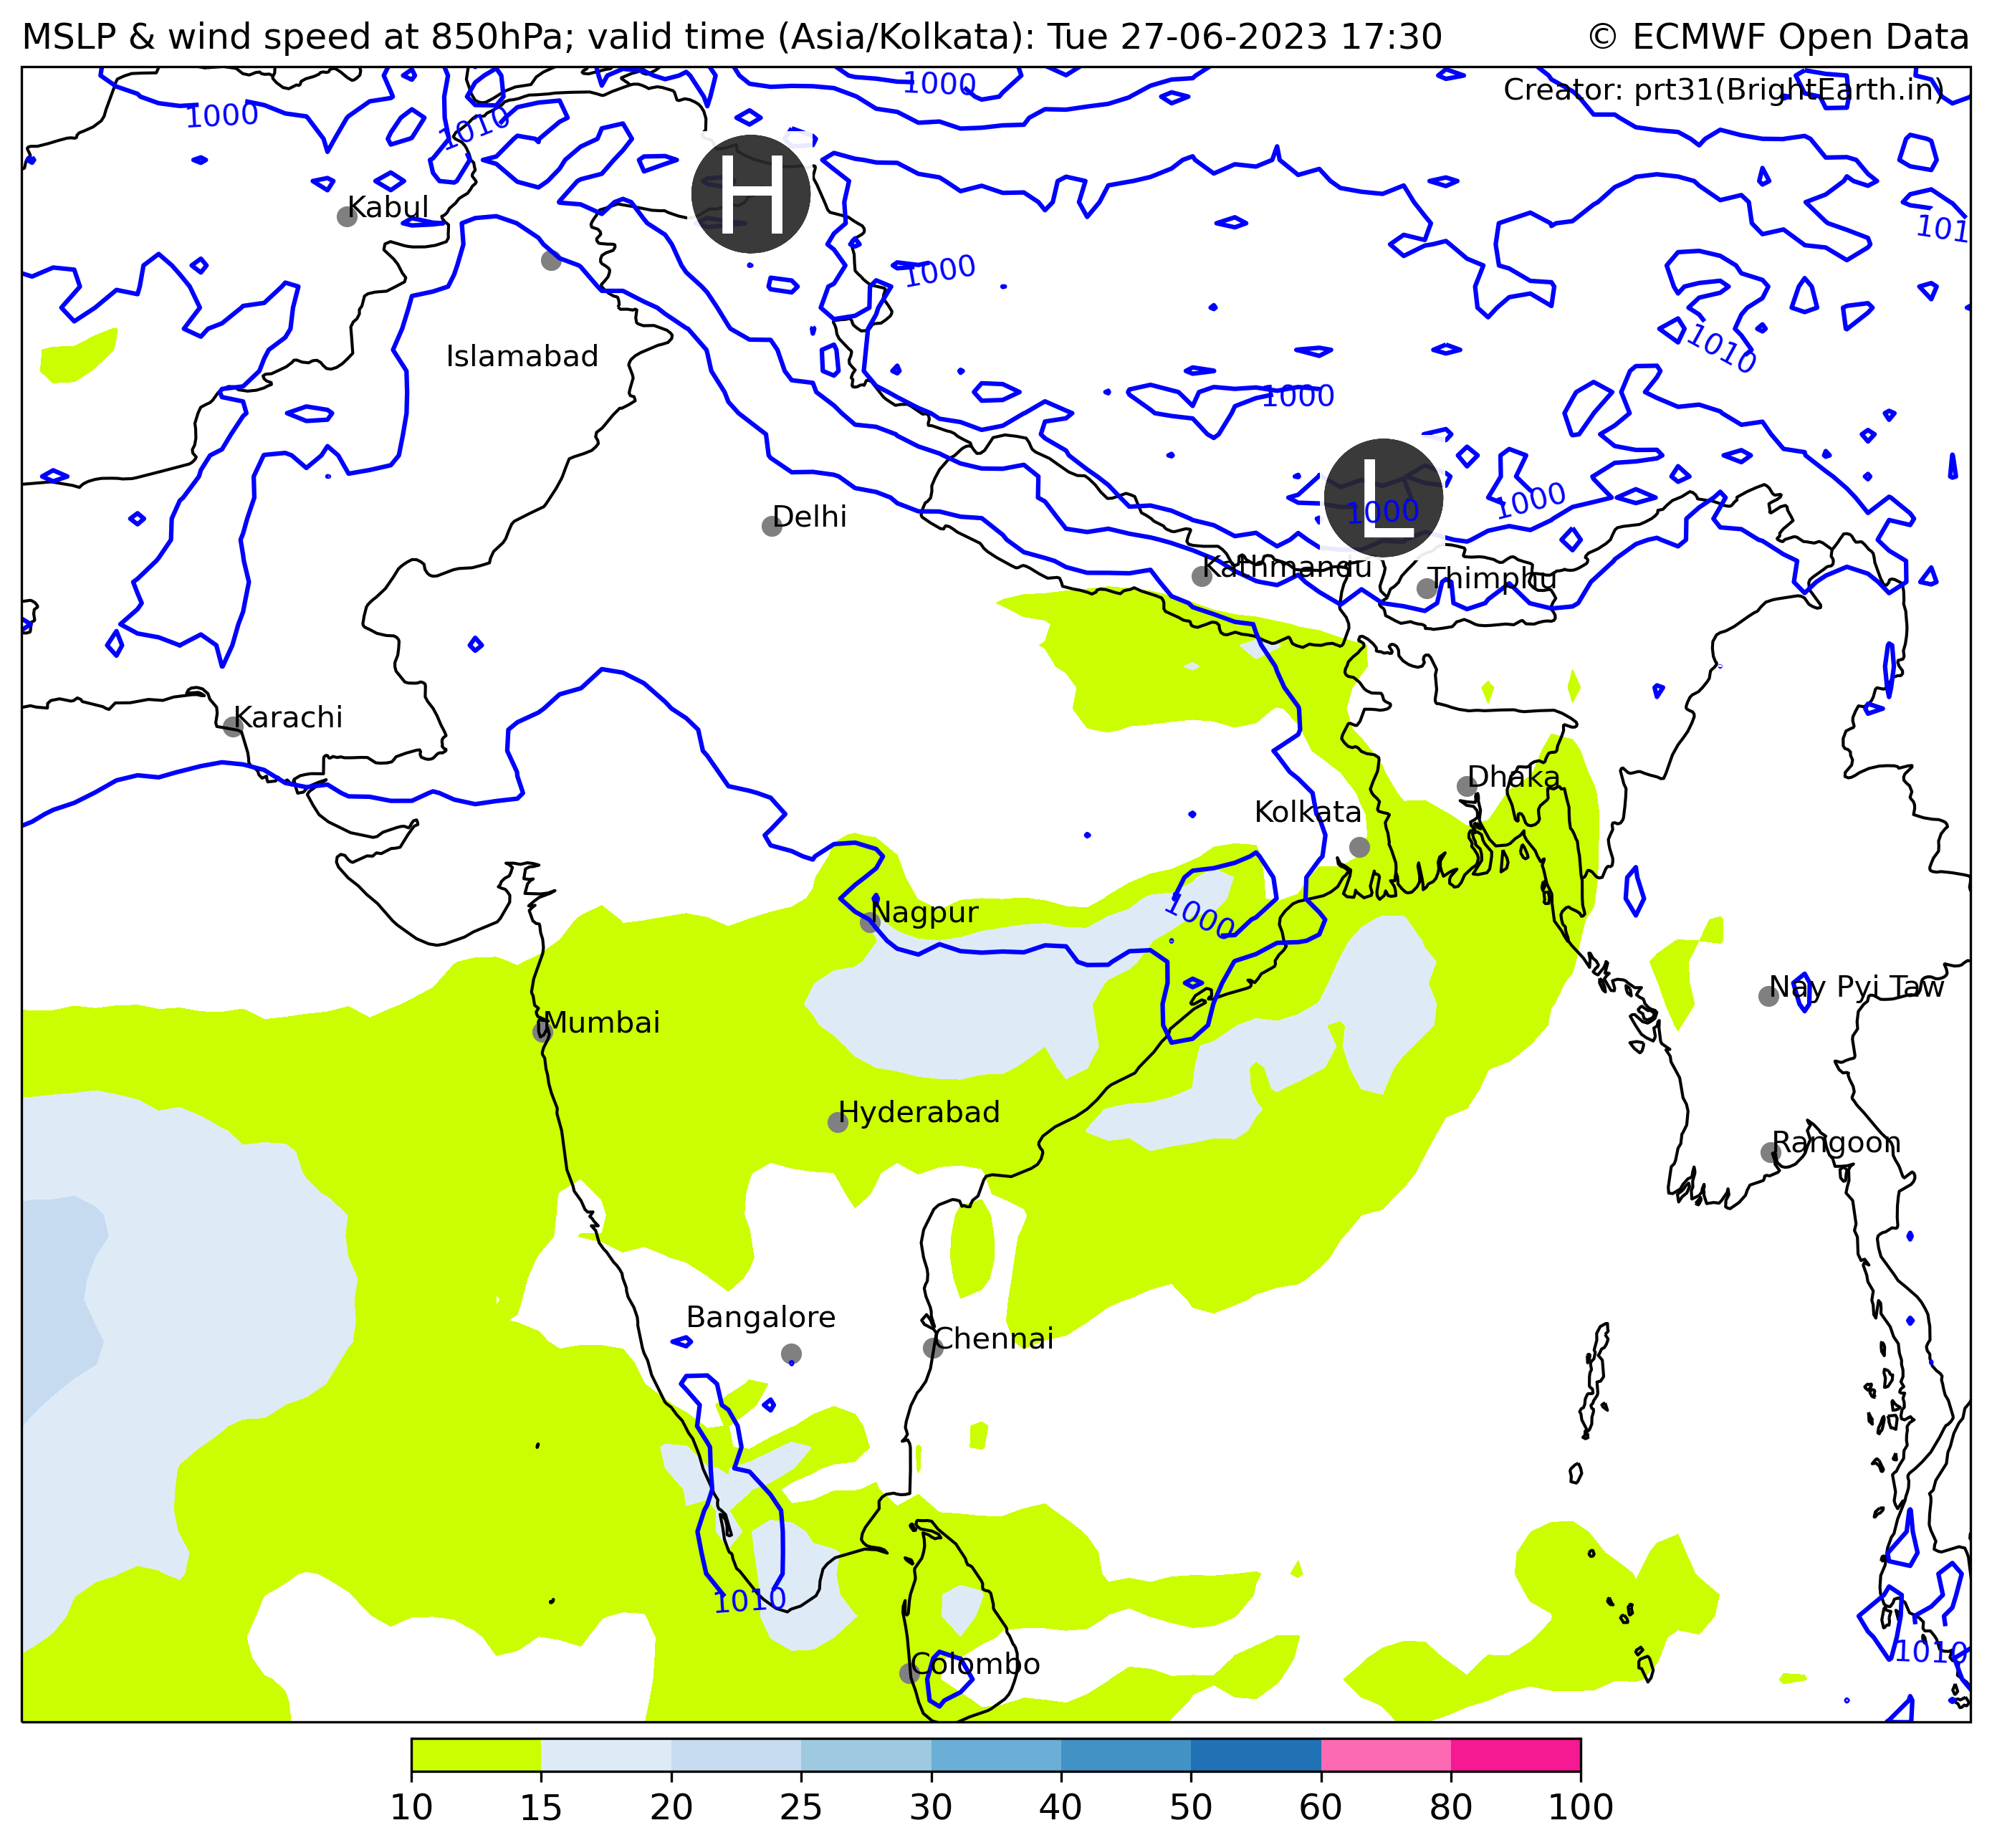 MSLP & wind speed at 850hPa; valid time (Asia/Kolkata): Tue 27-06-2023 17:30
© ECMWF Open Data
Creator: prt31(BrightEarth.in)
1000
1000
1010
H
Kabul
101
1000
1010
Islamabad
1000
L
1000
1000
Delhi
Kathmandu
Thimphu
Karachi
Dhaka
Kolkata
Nagpur
1000
Nay Pyi Taw
Mumbai
Hyderabad
Rangoon
Bangalore
Chennai
1010
1010
Colombo
10 15 20 25 30 40 50 60 80 100